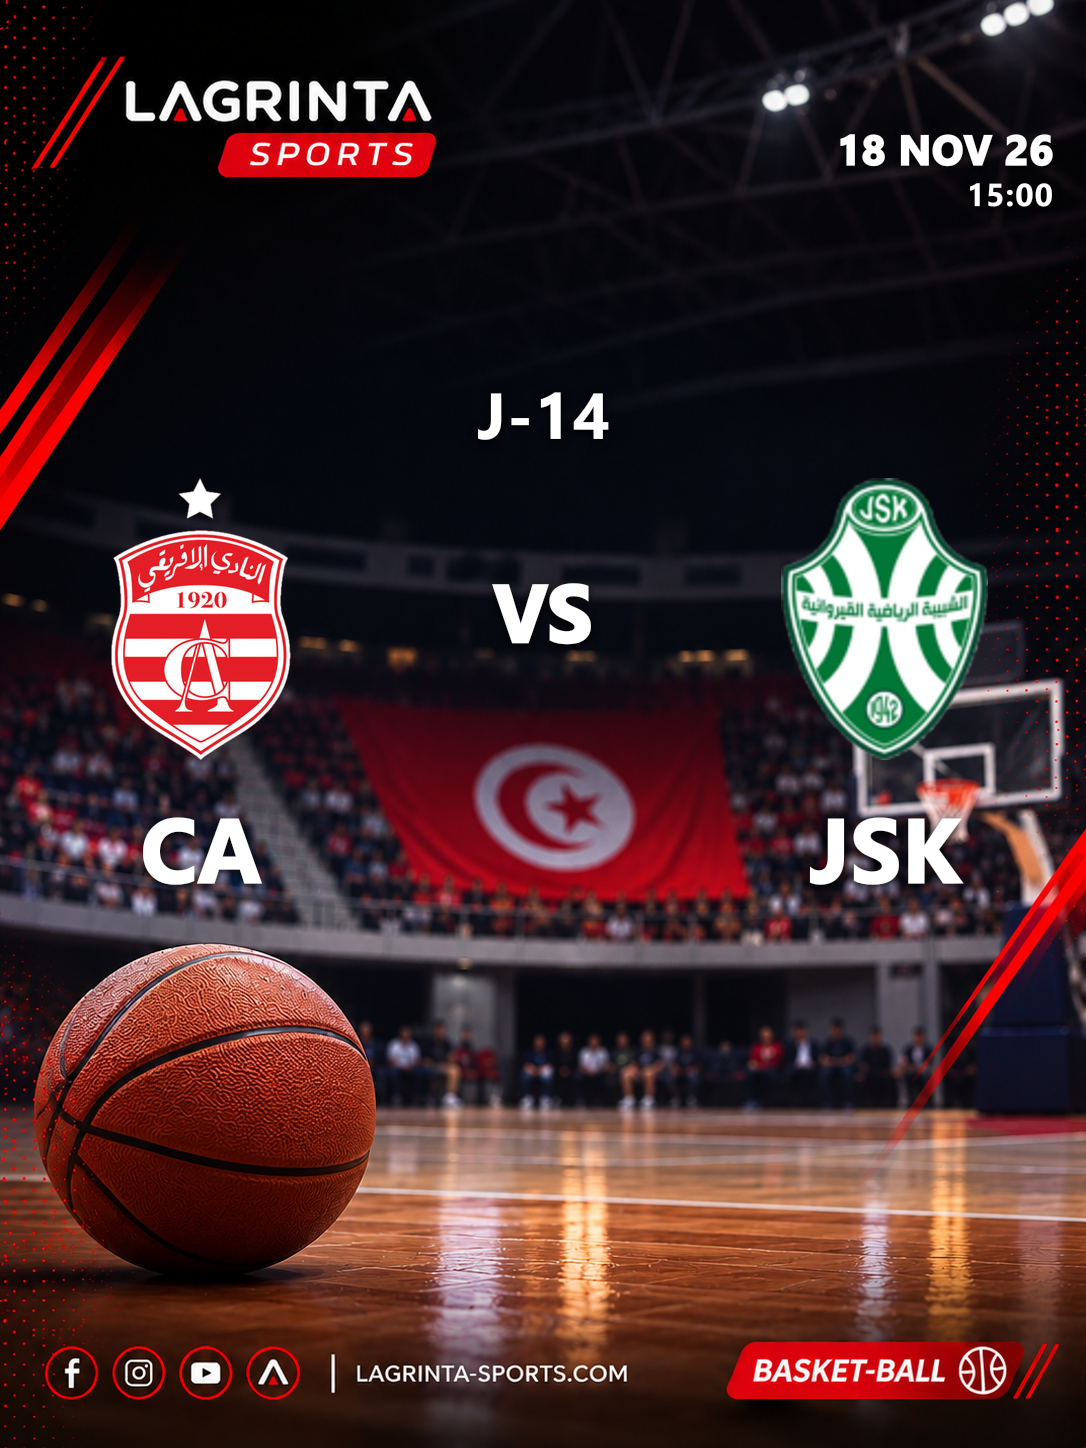 LAGRINTA
SPORTS
18 NOV 26
15:00
J-14
النادي الإفريقي
1920
CA
VS
JSK
الشبيبة الرياضية القيروانية
1942
CA
JSK
LAGRINTA-SPORTS.COM
BASKET-BALL